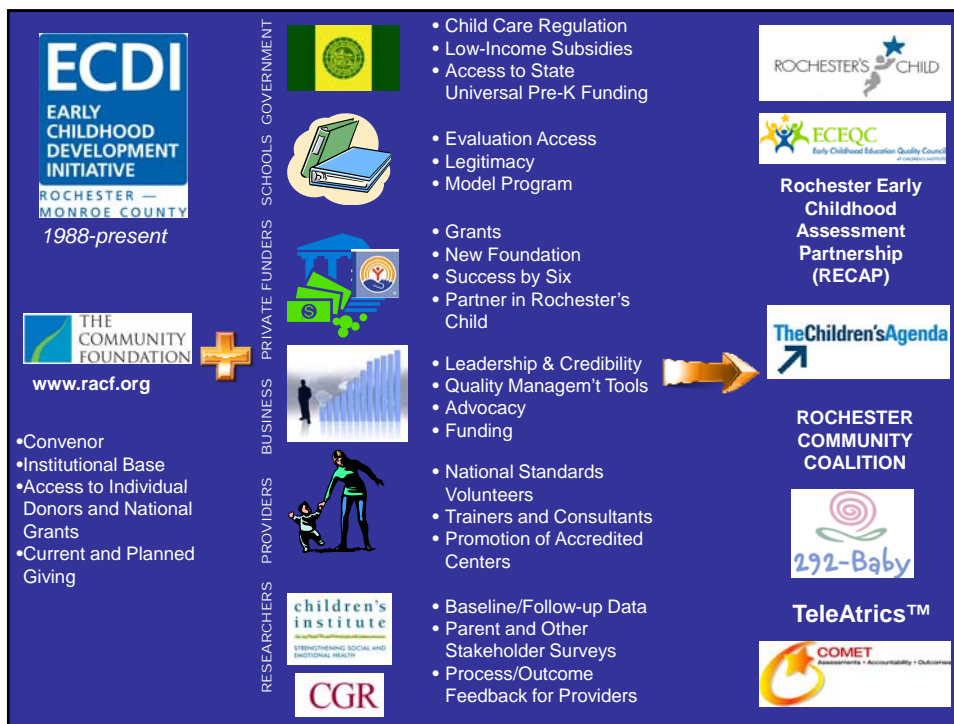 ECDI
EARLY
CHILDHOOD
DEVELOPMENT
INITIATIVE
ROCHESTER —
MONROE COUNTY
1988-present
THE
COMMUNITY
FOUNDATION
www.racf.org
•Convenor
•Institutional Base
•Access to Individual
Donors and National
Grants
•Current and Planned
Giving
GOVERNMENT
• Child Care Regulation
• Low-Income Subsidies
• Access to State
Universal Pre-K Funding
SCHOOLS
• Evaluation Access
• Legitimacy
• Model Program
PRIVATE FUNDERS
$
• Grants
• New Foundation
• Success by Six
• Partner in Rochester's
Child
BUSINESS
• Leadership & Credibility
• Quality Managem't Tools
• Advocacy
• Funding
PROVIDERS
• National Standards
Volunteers
• Trainers and Consultants
• Promotion of Accredited
Centers
RESEARCHERS
children's
institute
STRENGTHENING SOCIAL AND
EMOTIONAL HEALTH
CGR
• Baseline/Follow-up Data
• Parent and Other
Stakeholder Surveys
• Process/Outcome
Feedback for Providers
ROCHESTER'S CHILD
ECEQC
Early Childhood Education Quality Council
AT CHILDREN'S INSTITUTE
Rochester Early
Childhood
Assessment
Partnership
(RECAP)
TheChildren'sAgenda
ROCHESTER
COMMUNITY
COALITION
292-Baby
TeleAtrics™
COMET
Assessments • Accountability • Outcomes